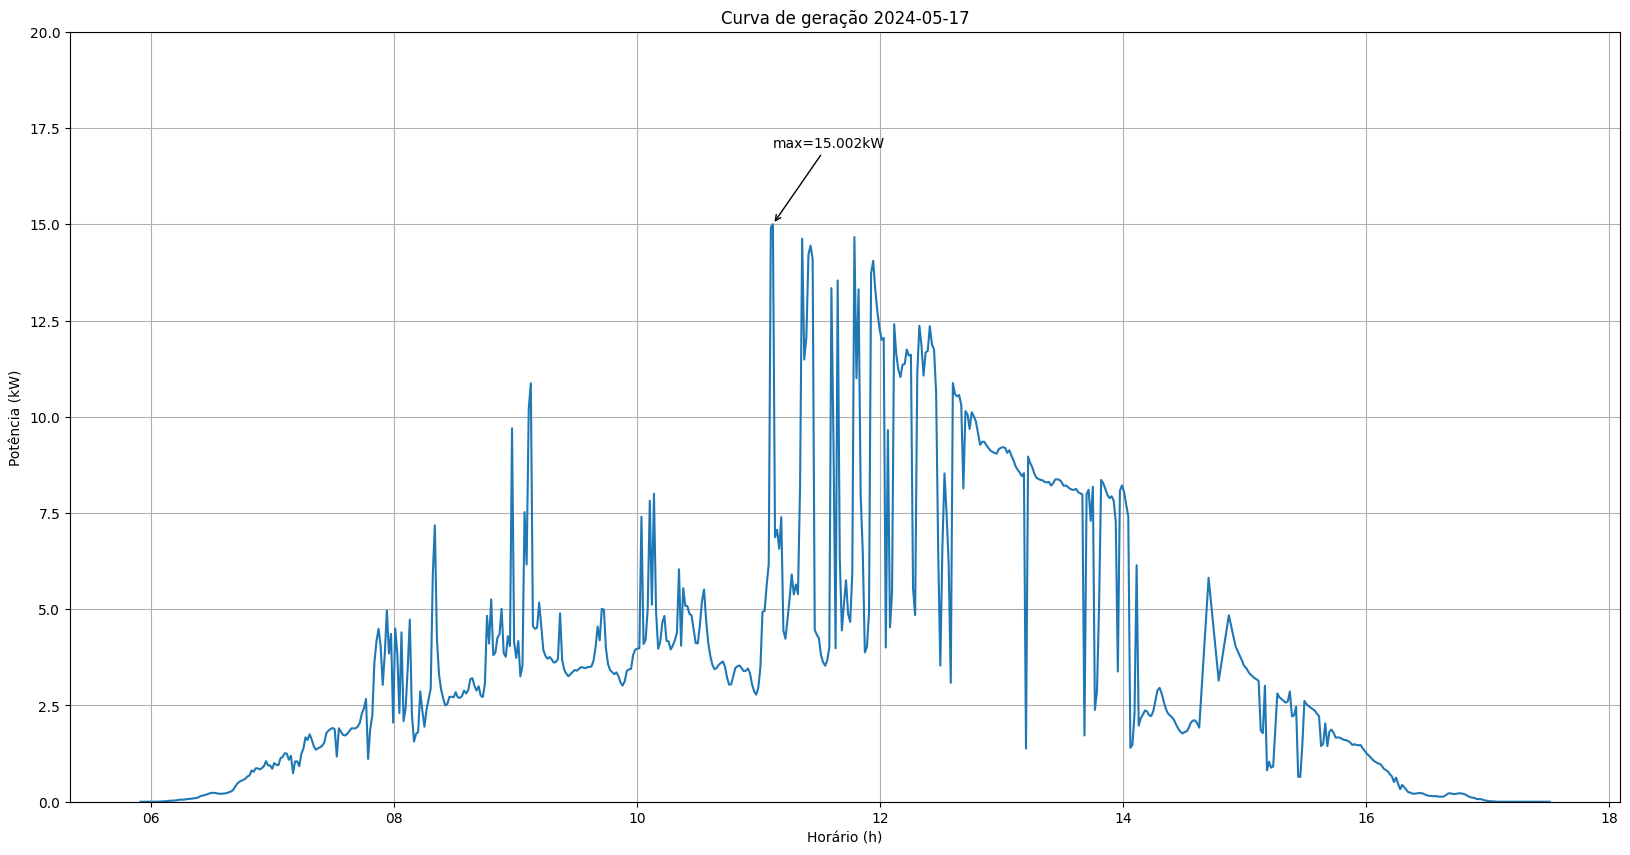 Curva de geração 2024-05-17
20.0
17.5
max=15.002kW
15.0
12.5
10.0
7.5
5.0
2.5
0.0
Potência (kW)
06 08 10 12 14 16 18
Horário (h)